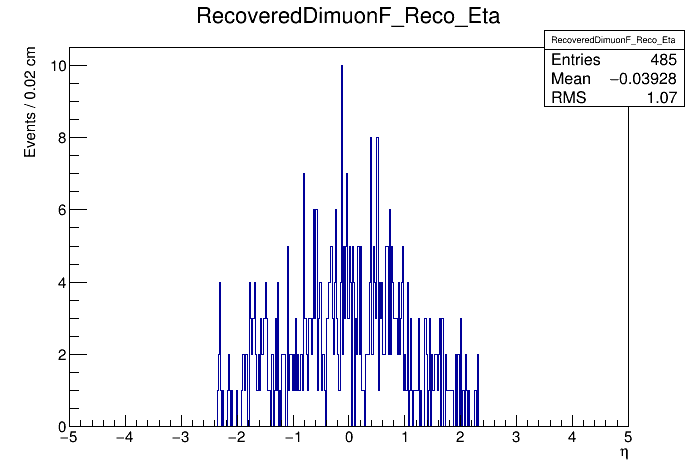 RecoveredDimuonF_Reco_Eta
RecoveredDimuonF_Reco_Eta
Entries 485
Mean −0.03928
RMS 1.07
Events / 0.02 cm
10
8
6
4
2
0
−5 −4 −3 −2 −1 0 1 2 3 4 5
η